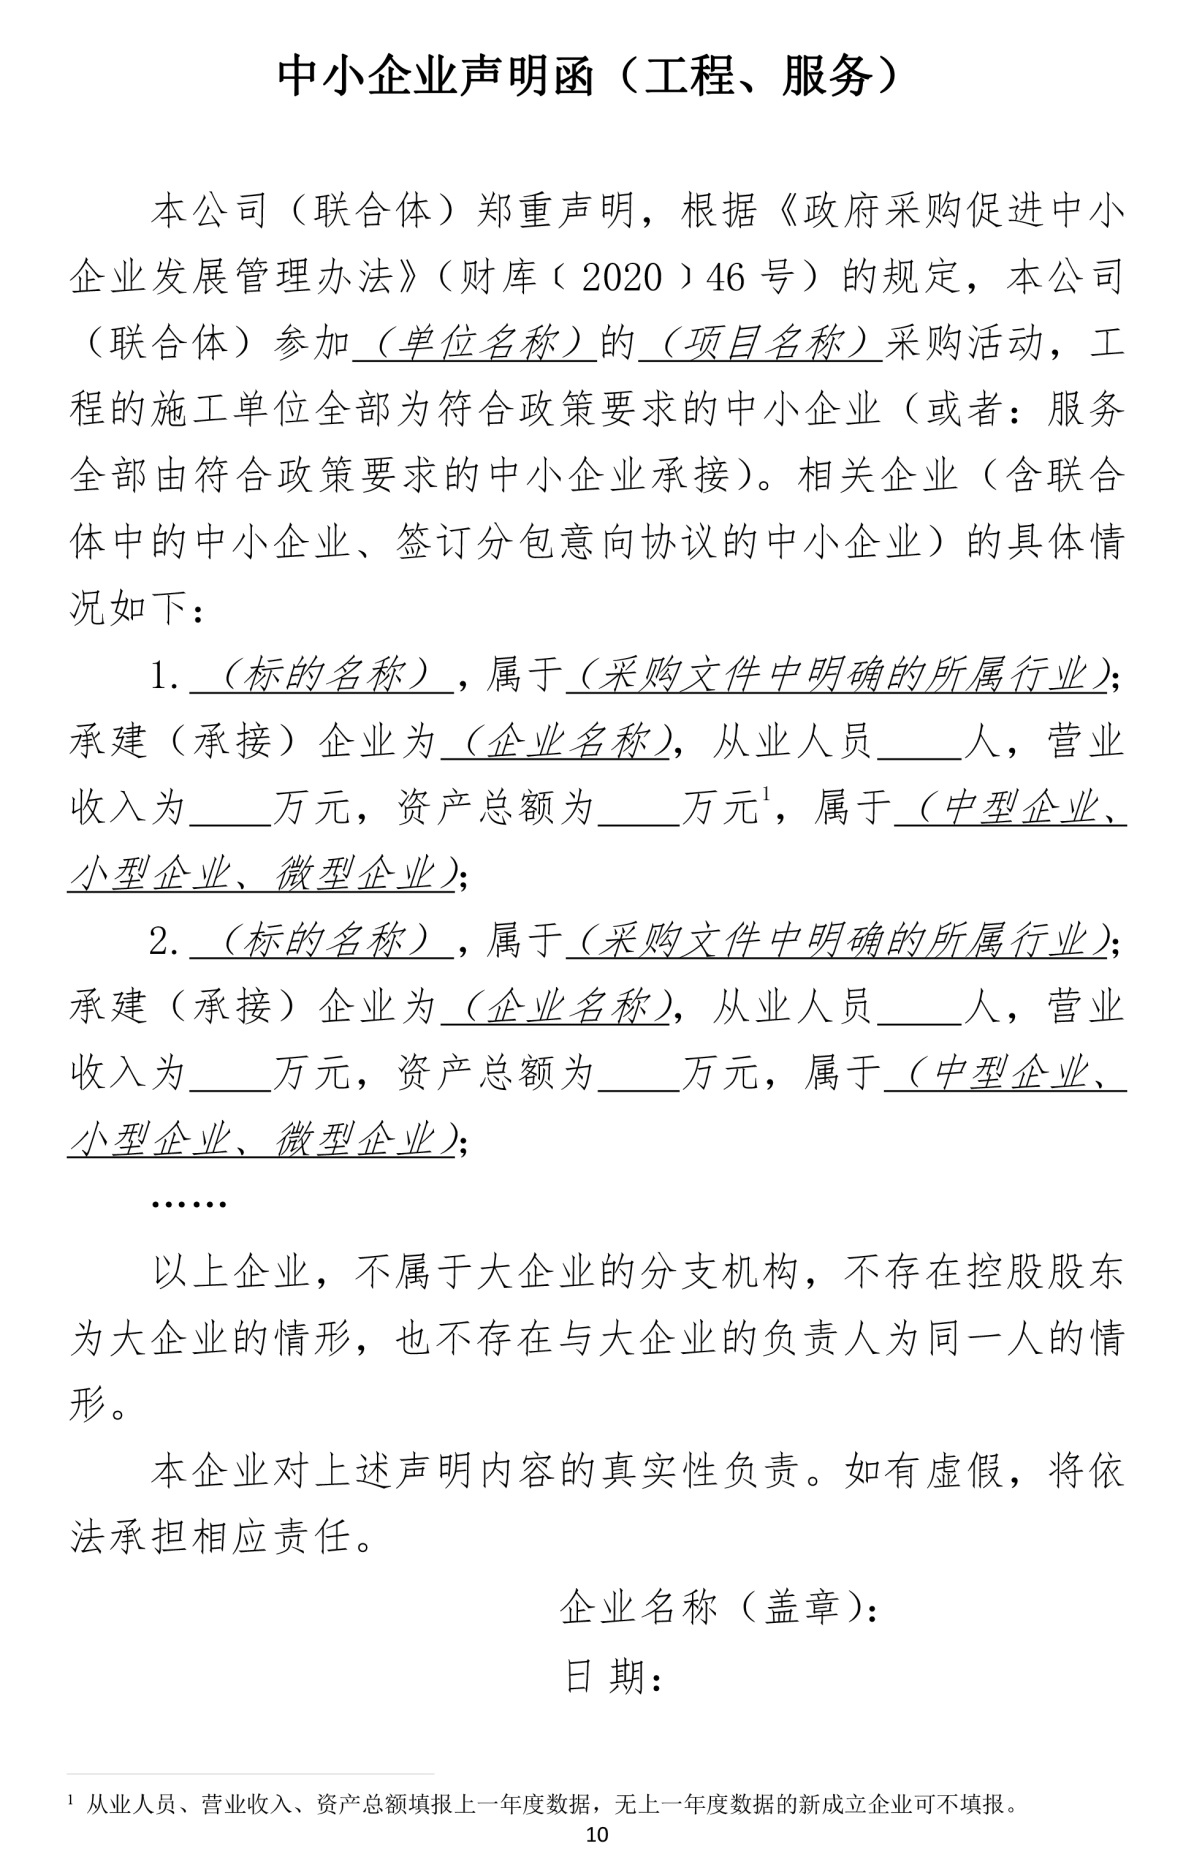 中小企业声明函（工程、服务）
本公司（联合体）郑重声明，根据《政府采购促进中小
企业发展管理办法》（财库﹝2020﹞46 号）的规定，本公司
（联合体）参加（单位名称）的（项目名称）采购活动，工
程的施工单位全部为符合政策要求的中小企业（或者：服务
全部由符合政策要求的中小企业承接）。相关企业（含联合
体中的中小企业、签订分包意向协议的中小企业）的具体情
况如下：
1. （标的名称） ，属于（采购文件中明确的所属行业）；
承建（承接）企业为（企业名称），从业人员____人，营业
收入为____万元，资产总额为____万元¹，属于（中型企业、
小型企业、微型企业）；
2. （标的名称） ，属于（采购文件中明确的所属行业）；
承建（承接）企业为（企业名称），从业人员____人，营业
收入为____万元，资产总额为____万元，属于（中型企业、
小型企业、微型企业）；
……
以上企业，不属于大企业的分支机构，不存在控股股东
为大企业的情形，也不存在与大企业的负责人为同一人的情
形。
本企业对上述声明内容的真实性负责。如有虚假，将依
法承担相应责任。
企业名称（盖章）：
日 期：
¹ 从业人员、营业收入、资产总额填报上一年度数据，无上一年度数据的新成立企业可不填报。
10